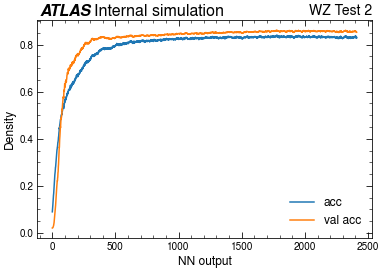 ATLAS Internal simulation WZ Test 2
Density
0.8
0.6
0.4
0.2
0.0
acc
val acc
0 500 1000 1500 2000 2500
NN output